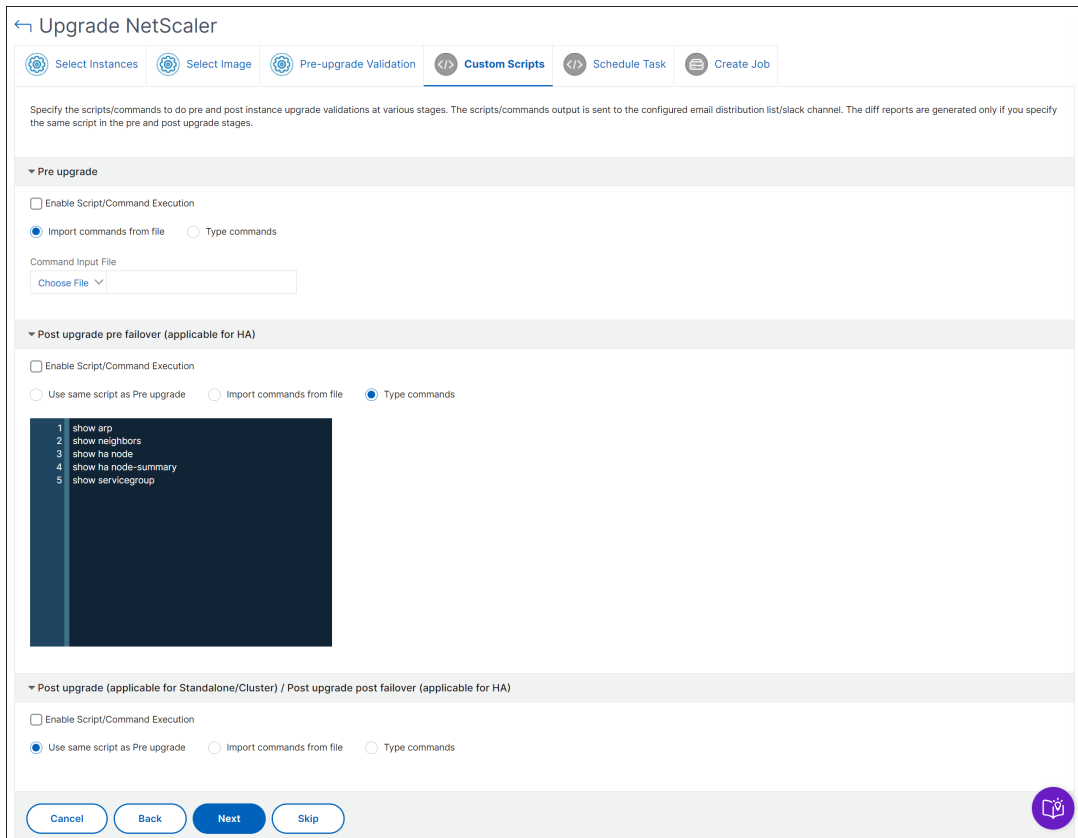 Upgrade NetScaler
Select Instances
Select Image
Pre-upgrade Validation
Custom Scripts
Schedule Task
Create Job
Specify the scripts/commands to do pre and post instance upgrade validations at various stages. The scripts/commands output is sent to the configured email distribution list/slack channel. The diff reports are generated only if you specify
the same script in the pre and post upgrade stages.
Pre upgrade
Enable Script/Command Execution
Import commands from file
Type commands
Command Input File
Choose File
Post upgrade pre failover (applicable for HA)
Enable Script/Command Execution
Use same script as Pre upgrade
Import commands from file
Type commands
1 show arp
2 show neighbors
3 show ha node
4 show ha node-summary
5 show servicegroup
Post upgrade (applicable for Standalone/Cluster) / Post upgrade post failover (applicable for HA)
Enable Script/Command Execution
Use same script as Pre upgrade
Import commands from file
Type commands
Cancel
Back
Next
Skip